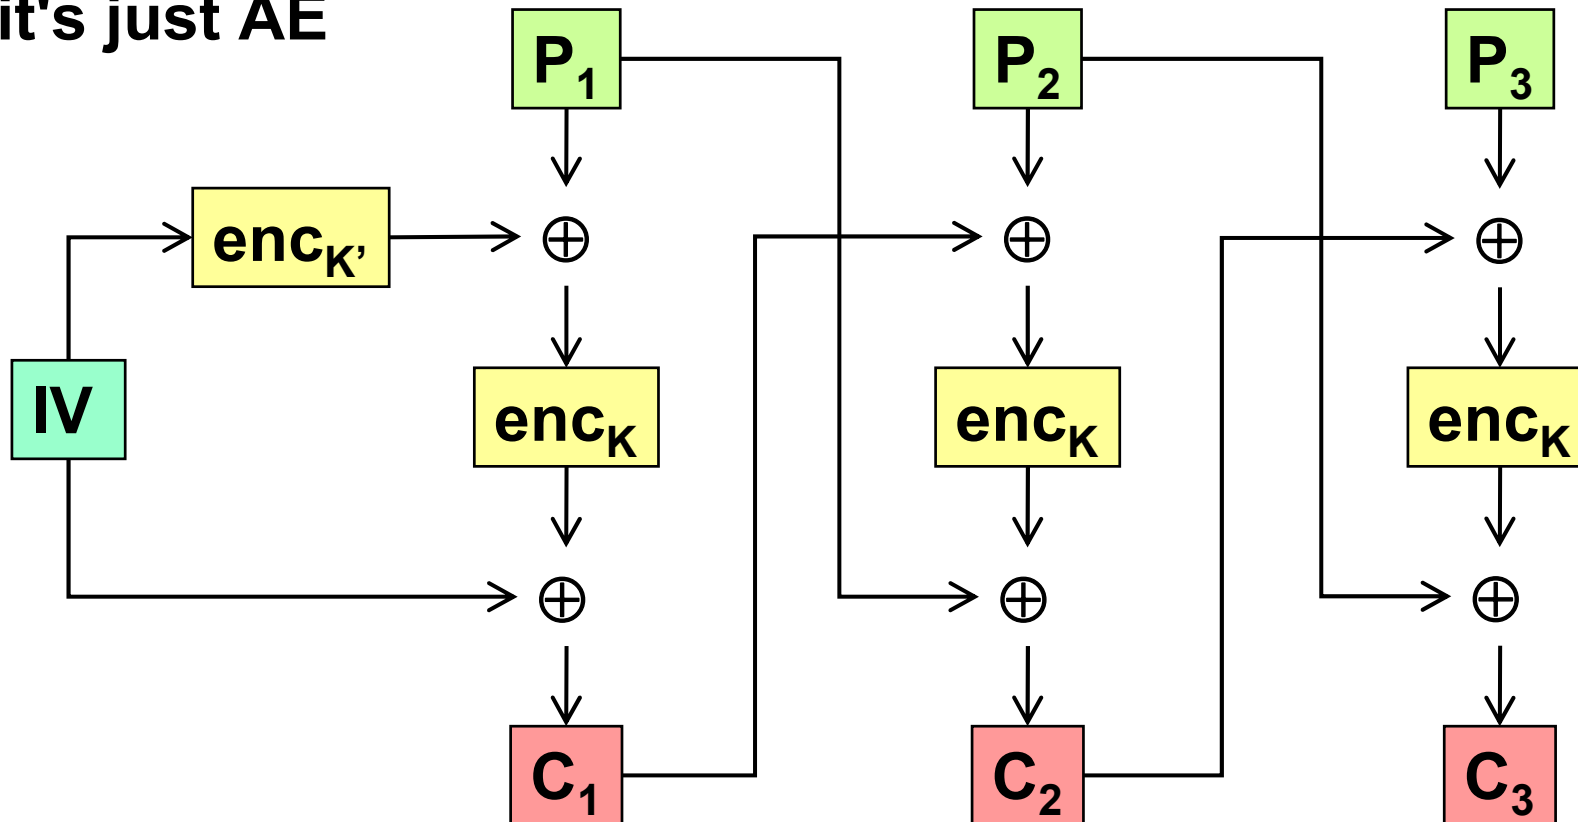 it's just AE
P₁ P₂ P₃
encK’
IV
encK encK encK
C₁ C₂ C₃